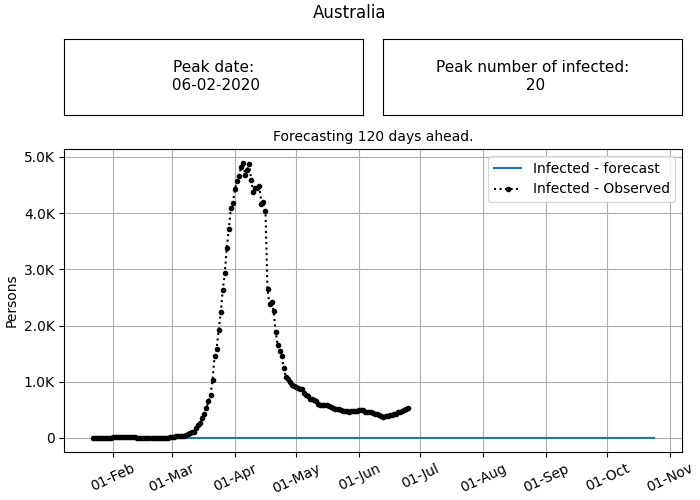 Australia
Peak date:
06-02-2020
Peak number of infected:
20
Forecasting 120 days ahead.
Infected - forecast
Infected - Observed
Persons
5.0K
4.0K
3.0K
2.0K
1.0K
0
01-Feb
01-Mar
01-Apr
01-May
01-Jun
01-Jul
01-Aug
01-Sep
01-Oct
01-Nov